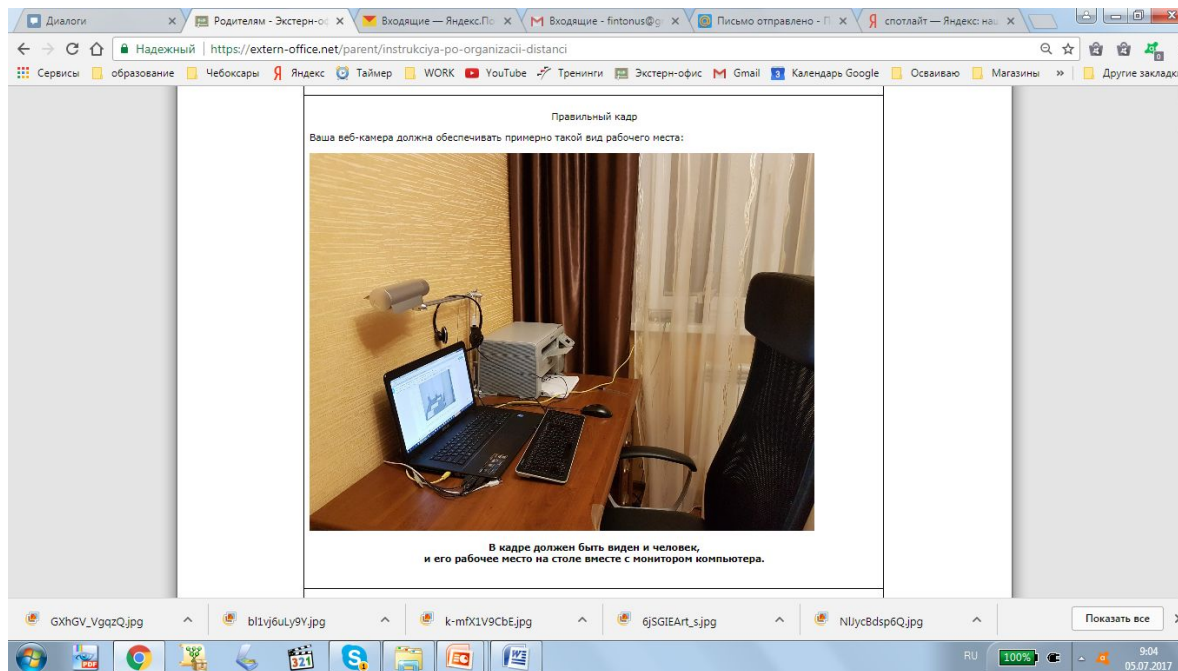 Диалоги
Родителям - Экстерн-оф
Входящие — Яндекс.По
Входящие - fintonus@g
Письмо отправлено - П
спотлайт — Яндекс: наш
Надежный
https://extern-office.net/parent/instrukciya-po-organizacii-distanci
Сервисы
образование
Чебоксары
Яндекс
Таймер
WORK
YouTube
Тренинги
Экстерн-офис
Gmail
Календарь Google
Осваиваю
Магазины
»
Другие закладки
Правильный кадр
Ваша веб-камера должна обеспечивать примерно такой вид рабочего места:
В кадре должен быть виден и человек,
и его рабочее место на столе вместе с монитором компьютера.
GXhGV_VgqzQ.jpg
bl1vj6uLy9Y.jpg
k-mfX1V9CbE.jpg
6jSGIEArt_s.jpg
NUycBdsp6Q.jpg
Показать все
RU
100%
9:04
05.07.2017